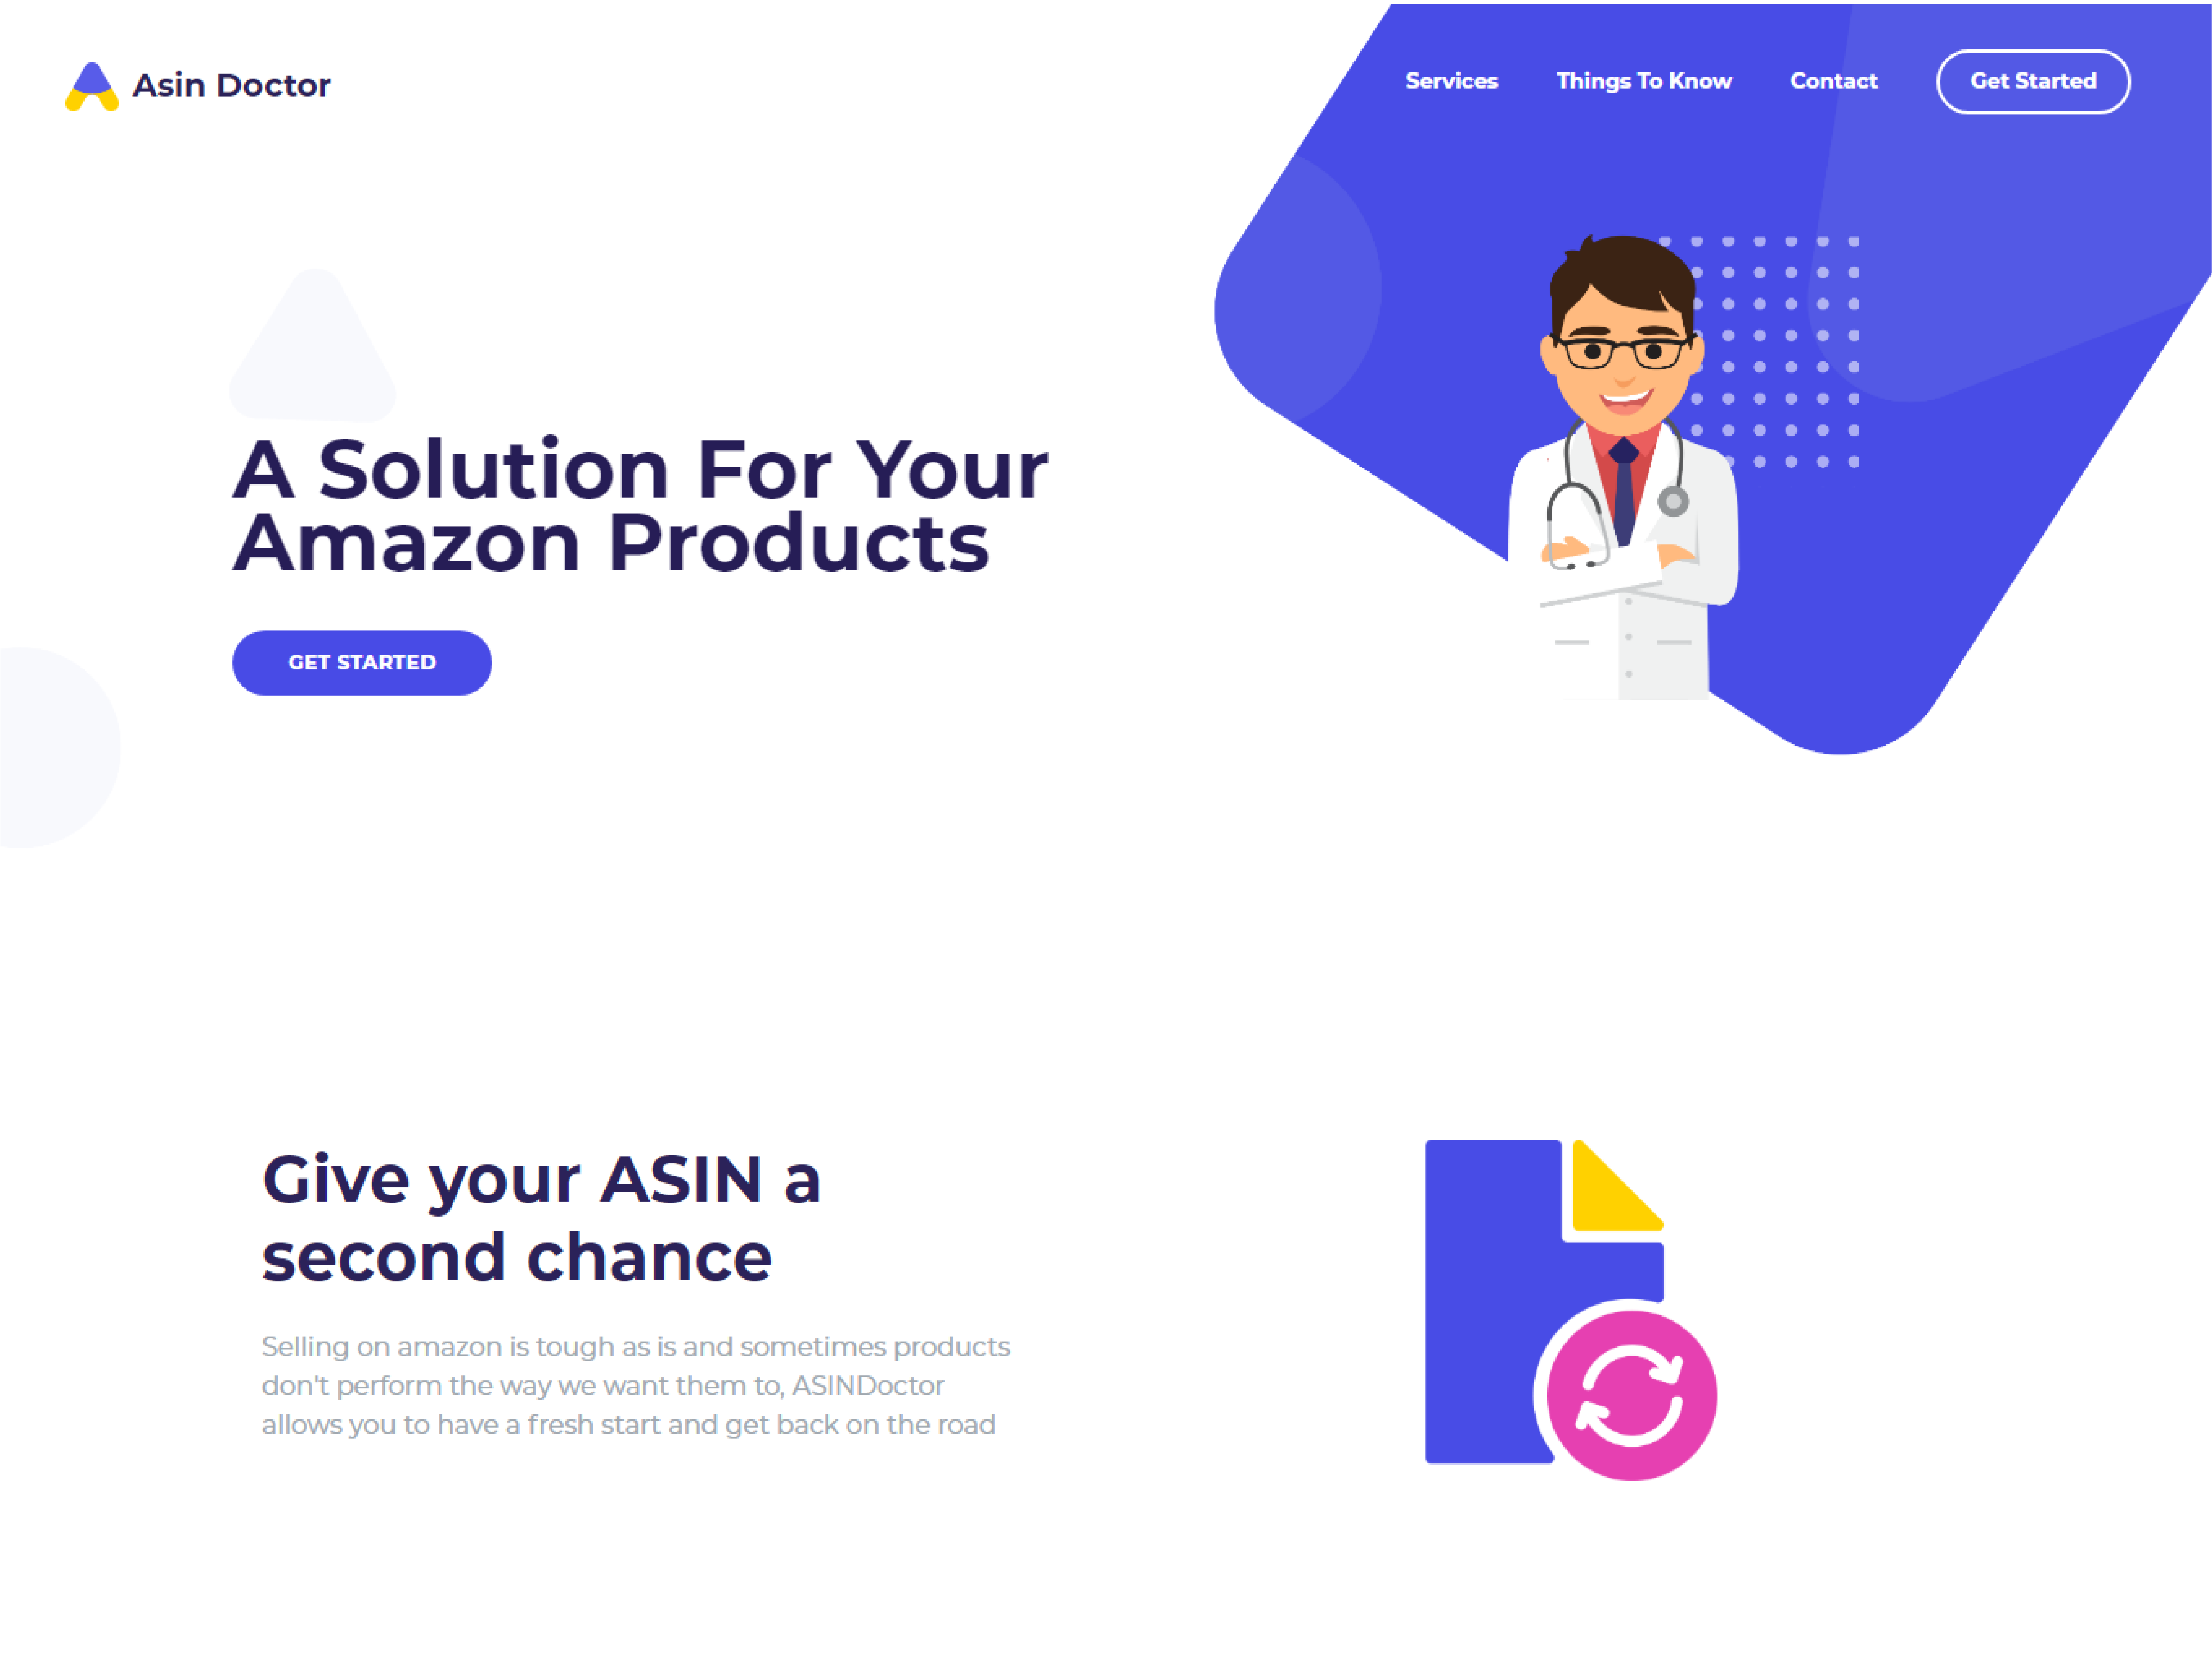 Asin Doctor
Services
Things To Know
Contact
Get Started
A Solution For Your
Amazon Products
GET STARTED
Give your ASIN a
second chance
Selling on amazon is tough as is and sometimes products
don't perform the way we want them to, ASINDoctor
allows you to have a fresh start and get back on the road